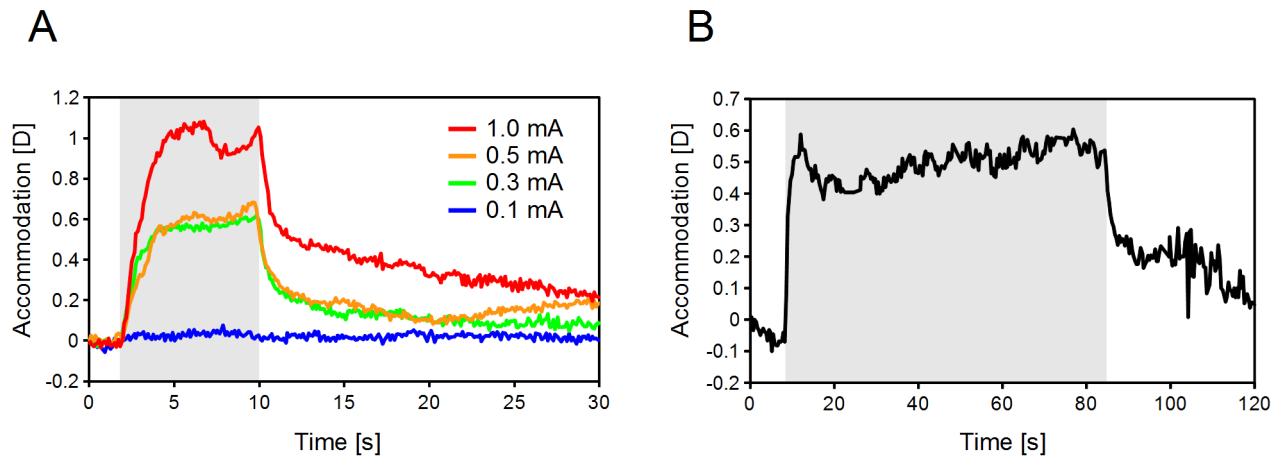 A
Accommodation [D]
1.2
1
0.8
0.6
0.4
0.2
0
-0.2
0 5 10 15 20 25 30
Time [s]
1.0 mA
0.5 mA
0.3 mA
0.1 mA
B
Accommodation [D]
0.7
0.6
0.5
0.4
0.3
0.2
0.1
0
-0.1
-0.2
0 20 40 60 80 100 120
Time [s]